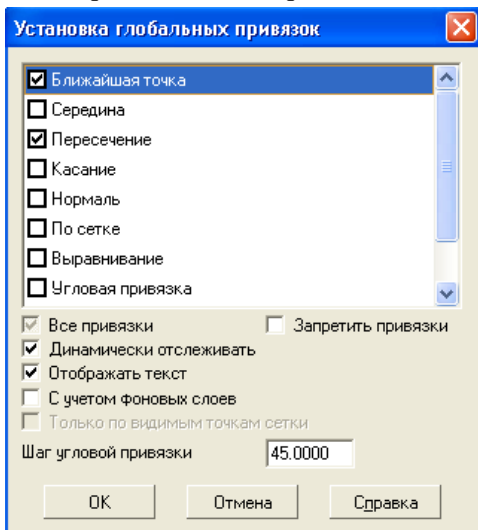 Установка глобальных привязок
Ближайшая точка
Середина
Пересечение
Касание
Нормаль
По сетке
Выравнивание
Угловая привязка
Все привязки Запретить привязки
Динамически отслеживать
Отображать текст
С учетом фоновых слоев
Только по видимым точкам сетки
Шаг угловой привязки 45.0000
OK Отмена Справка